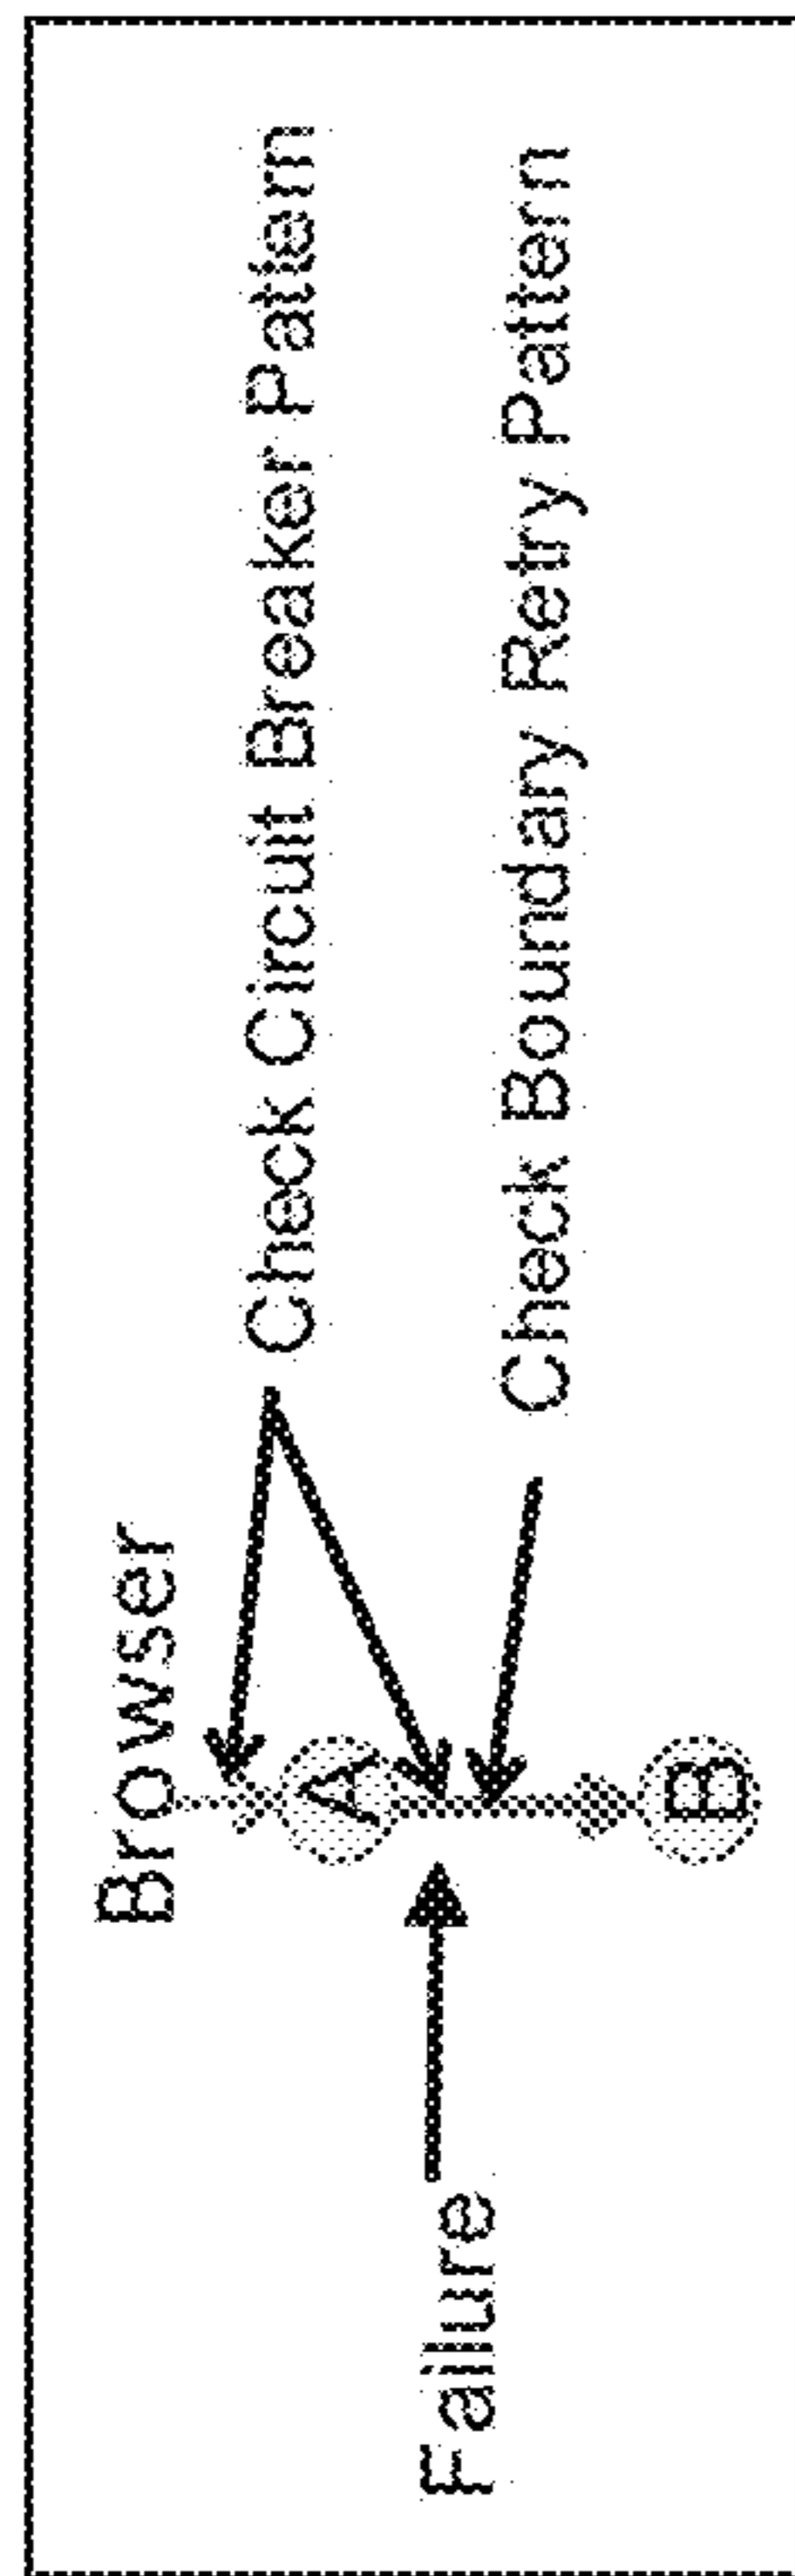 Browser
Check Circuit Breaker Pattern
A
Failure
Check Boundary Retry Pattern
B